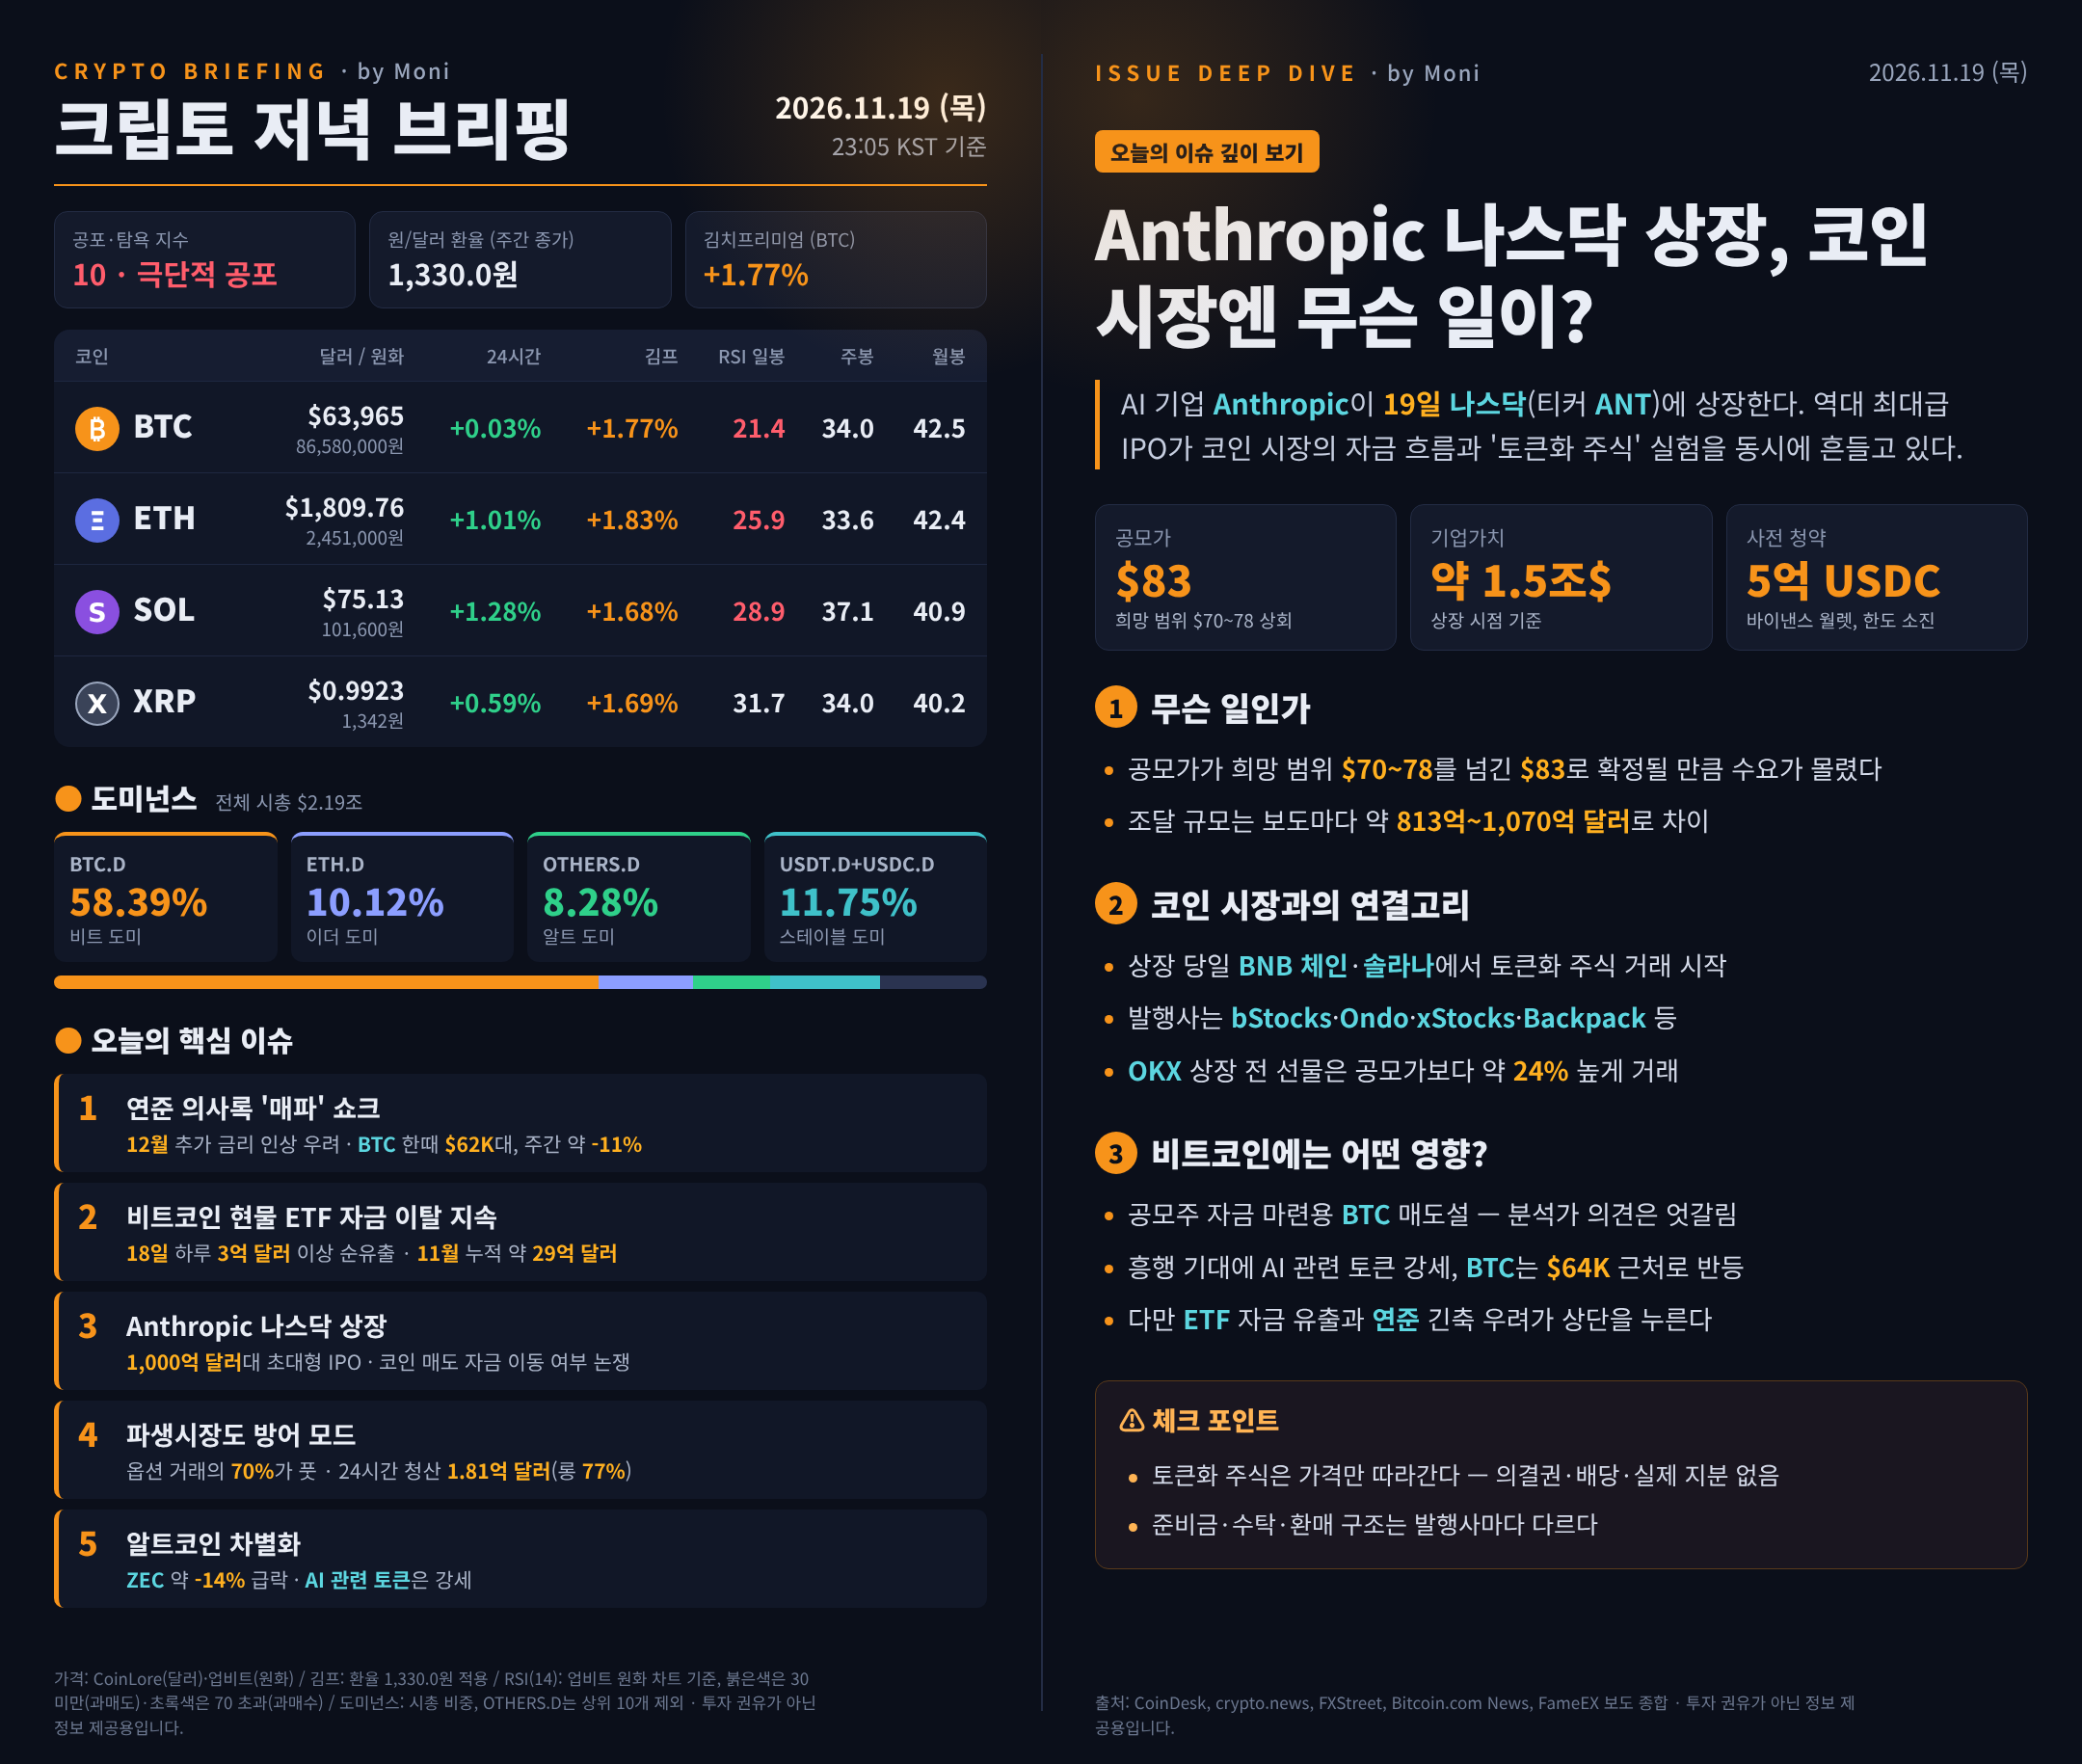 CRYPTO BRIEFING · by Moni
크립토 저녁 브리핑
2026.11.19 (목)
23:05 KST 기준
공포·탐욕 지수
10 · 극단적 공포
원/달러 환율 (주간 종가)
1,330.0원
김치프리미엄 (BTC)
+1.77%
코인 달러 / 원화 24시간 김프 RSI 일봉 주봉 월봉
₿ BTC $63,965 +0.03% +1.77% 21.4 34.0 42.5
86,580,000원
Ξ ETH $1,809.76 +1.01% +1.83% 25.9 33.6 42.4
2,451,000원
S SOL $75.13 +1.28% +1.68% 28.9 37.1 40.9
101,600원
X XRP $0.9923 +0.59% +1.69% 31.7 34.0 40.2
1,342원
도미넌스 전체 시총 $2.19조
BTC.D
58.39%
비트 도미
ETH.D
10.12%
이더 도미
OTHERS.D
8.28%
알트 도미
USDT.D+USDC.D
11.75%
스테이블 도미
오늘의 핵심 이슈
1 연준 의사록 '매파' 쇼크
12월 추가 금리 인상 우려 · BTC 한때 $62K대, 주간 약 -11%
2 비트코인 현물 ETF 자금 이탈 지속
18일 하루 3억 달러 이상 순유출 · 11월 누적 약 29억 달러
3 Anthropic 나스닥 상장
1,000억 달러대 초대형 IPO · 코인 매도 자금 이동 여부 논쟁
4 파생시장도 방어 모드
옵션 거래의 70%가 풋 · 24시간 청산 1.81억 달러(롱 77%)
5 알트코인 차별화
ZEC 약 -14% 급락 · AI 관련 토큰은 강세
가격: CoinLore(달러)·업비트(원화) / 김프: 환율 1,330.0원 적용 / RSI(14): 업비트 원화 차트 기준, 붉은색은 30
미만(과매도)·초록색은 70 초과(과매수) / 도미넌스: 시총 비중, OTHERS.D는 상위 10개 제외 · 투자 권유가 아닌
정보 제공용입니다.
ISSUE DEEP DIVE · by Moni
2026.11.19 (목)
오늘의 이슈 깊이 보기
Anthropic 나스닥 상장, 코인
시장엔 무슨 일이?
AI 기업 Anthropic이 19일 나스닥(티커 ANT)에 상장한다. 역대 최대급
IPO가 코인 시장의 자금 흐름과 '토큰화 주식' 실험을 동시에 흔들고 있다.
공모가
$83
희망 범위 $70~78 상회
기업가치
약 1.5조$
상장 시점 기준
사전 청약
5억 USDC
바이낸스 월렛, 한도 소진
1 무슨 일인가
• 공모가가 희망 범위 $70~78를 넘긴 $83로 확정될 만큼 수요가 몰렸다
• 조달 규모는 보도마다 약 813억~1,070억 달러로 차이
2 코인 시장과의 연결고리
• 상장 당일 BNB 체인·솔라나에서 토큰화 주식 거래 시작
• 발행사는 bStocks·Ondo·xStocks·Backpack 등
• OKX 상장 전 선물은 공모가보다 약 24% 높게 거래
3 비트코인에는 어떤 영향?
• 공모주 자금 마련용 BTC 매도설 — 분석가 의견은 엇갈림
• 흥행 기대에 AI 관련 토큰 강세, BTC는 $64K 근처로 반등
• 다만 ETF 자금 유출과 연준 긴축 우려가 상단을 누른다
⚠ 체크 포인트
• 토큰화 주식은 가격만 따라간다 — 의결권·배당·실제 지분 없음
• 준비금·수탁·환매 구조는 발행사마다 다르다
출처: CoinDesk, crypto.news, FXStreet, Bitcoin.com News, FameEX 보도 종합 · 투자 권유가 아닌 정보 제
공용입니다.